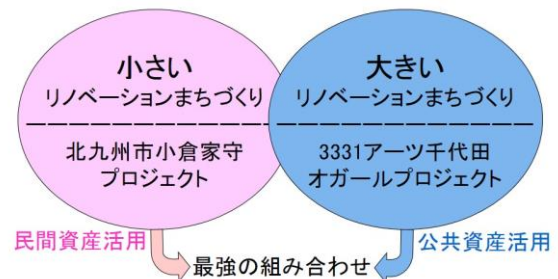 小さい
リノベーションまちづくり
北九州市小倉家守
プロジェクト
大きい
リノベーションまちづくり
3331アーツ千代田
オガールプロジェクト
民間資産活用
公共資産活用
最強の組み合わせ